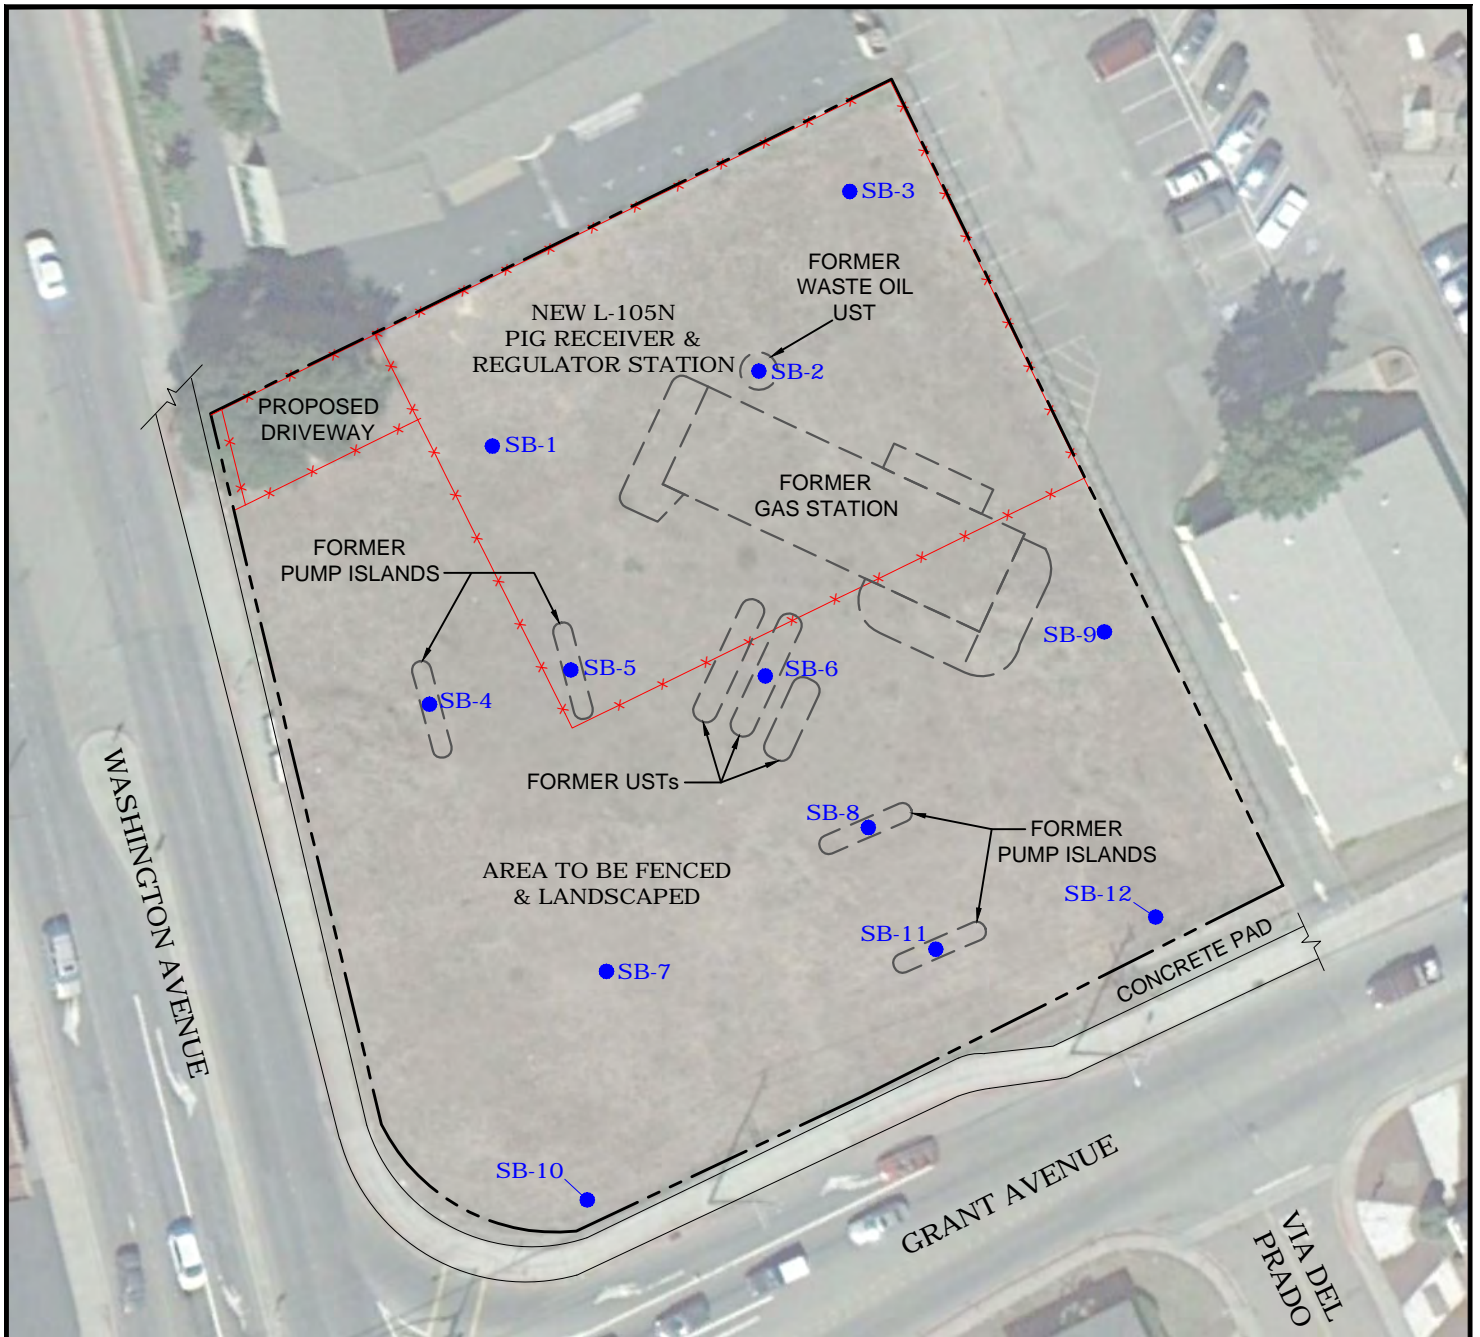 SB-3
FORMER
WASTE OIL
UST
NEW L-105N
PIG RECEIVER &
REGULATOR STATION
SB-2
PROPOSED
DRIVEWAY
SB-1
FORMER
GAS STATION
FORMER
PUMP ISLANDS
SB-9
SB-5
SB-6
SB-4
FORMER USTs
SB-8
FORMER
PUMP ISLANDS
AREA TO BE FENCED
& LANDSCAPED
SB-12
SB-11
CONCRETE PAD
SB-7
WASHINGTON AVENUE
SB-10
GRANT AVENUE
VIA DEL
PRADO